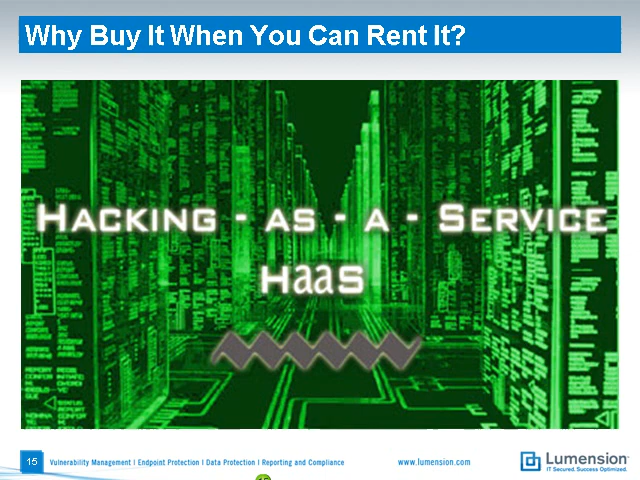 Why Buy It When You Can Rent It?
HACKING - AS - A - SERVICE
HaaS
15 Vulnerability Management | Endpoint Protection | Data Protection | Reporting and Compliance www.lumension.com Lumension
IT Secured. Success Optimized.